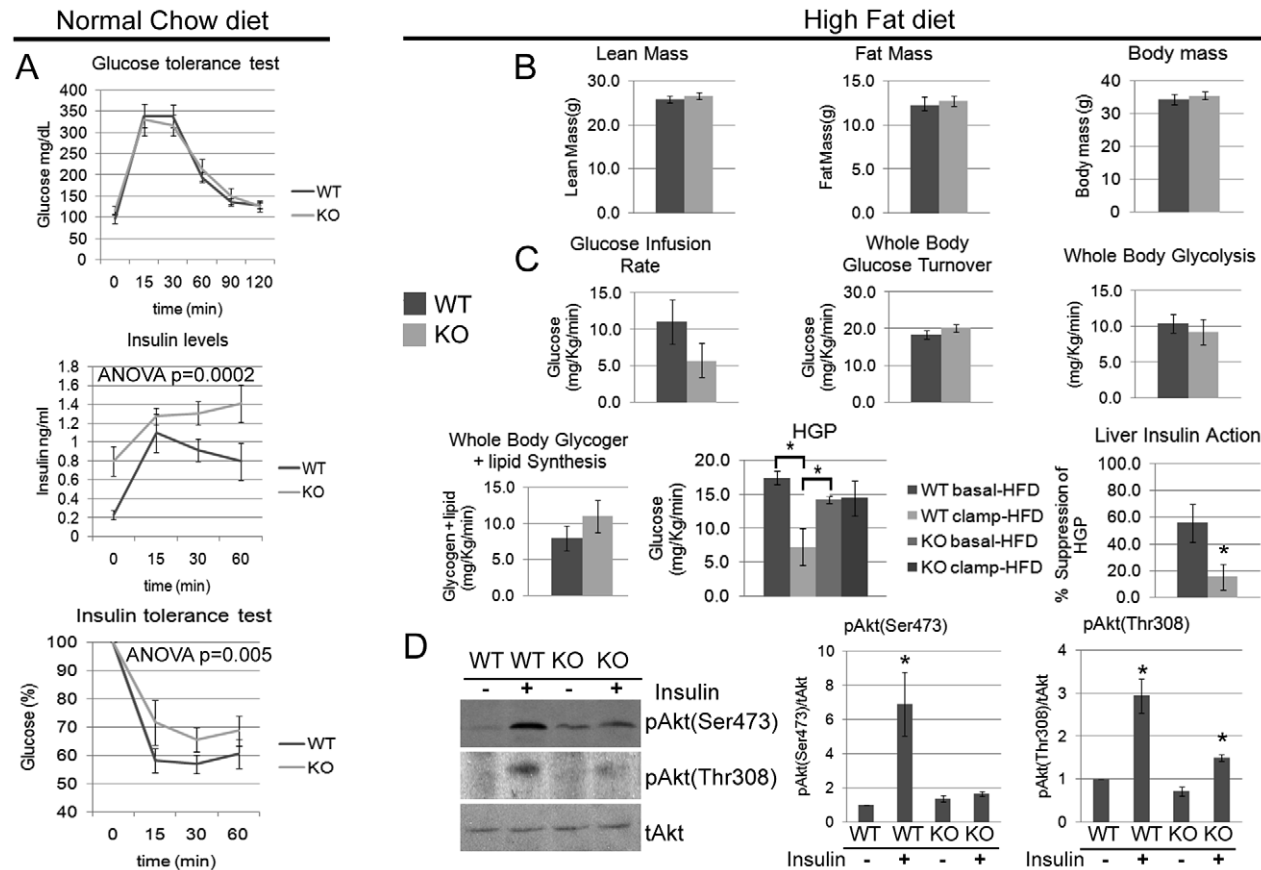 Normal Chow diet
High Fat diet
A
Glucose tolerance test
Glucose mg/dL
400
350
300
250
200
150
100
50
0
0 15 30 60 90 120
time (min)
WT
KO
Insulin levels
ANOVA p=0.0002
Insulin ng/ml
1.8
1.6
1.4
1.2
1
0.8
0.6
0.4
0.2
0
0 15 30 60
time (min)
WT
KO
Insulin tolerance test
ANOVA p=0.005
Glucose (%)
100
90
80
70
60
50
40
0 15 30 60
time (min)
WT
KO
B
Lean Mass
Lean Mass(g)
30.0
20.0
10.0
0.0
Fat Mass
Fat Mass(g)
15.0
10.0
5.0
0.0
Body mass
Body mass (g)
40.0
30.0
20.0
10.0
0.0
WT
KO
C
Glucose Infusion
Rate
Glucose
(mg/Kg/min)
15.0
10.0
5.0
0.0
Whole Body
Glucose Turnover
Glucose
(mg/Kg/min)
30.0
20.0
10.0
0.0
Whole Body Glycolysis
(mg/Kg/min)
15.0
10.0
5.0
0.0
Whole Body Glycoger
+ lipid Synthesis
Glycogen + lipid
(mg/Kg/min)
15.0
10.0
5.0
0.0
HGP
Glucose
(mg/Kg/min)
20.0
15.0
10.0
5.0
0.0
*
*
WT basal-HFD
WT clamp-HFD
KO basal-HFD
KO clamp-HFD
Liver Insulin Action
% Suppression of
HGP
100.0
80.0
60.0
40.0
20.0
0.0
*
D
WT WT KO KO
- + - + Insulin
pAkt(Ser473)
pAkt(Thr308)
tAkt
pAkt(Ser473)
pAkt(Ser473)/tAkt
10
8
6
4
2
0
*
WT WT KO KO
Insulin - + - +
pAkt(Thr308)
pAkt(Thr308)/tAkt
4
3
2
1
0
*
*
WT WT KO KO
Insulin - + - +